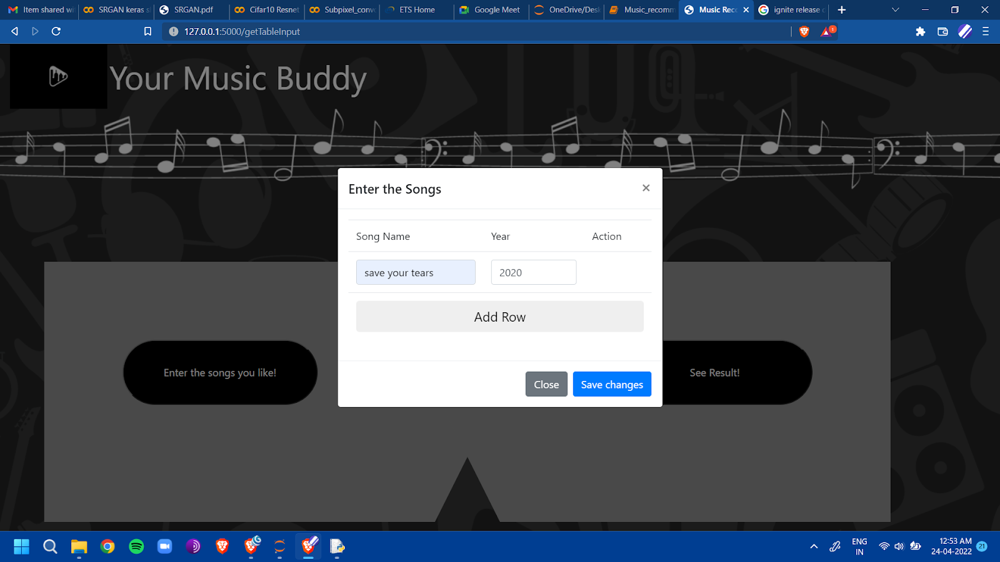 Item shared wi
SRGAN keras s
SRGAN.pdf
Cifar10 Resnet
Subpixel_conv
ETS Home
Google Meet
OneDrive/Desk
Music_recomm
Music Rec
ignite release
127.0.0.1:5000/getTableInput
1
Your Music Buddy
Enter the Songs
Song Name Year Action
save your tears 2020
Add Row
Close Save changes
Enter the songs you like!
See Result!
ENG
IN
12:53 AM
24-04-2022
21